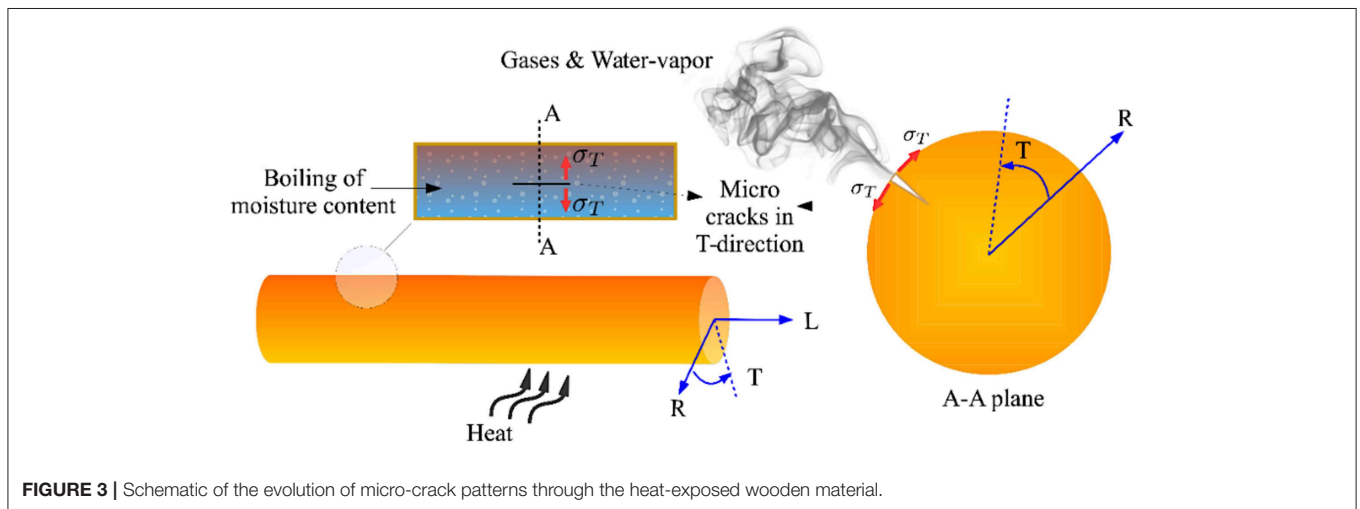 Gases & Water-vapor
A
σT
σT
A
Boiling of
moisture content
Micro
cracks in
T-direction
σT
σT
T
R
L
T
R
Heat
A-A plane
FIGURE 3 | Schematic of the evolution of micro-crack patterns through the heat-exposed wooden material.